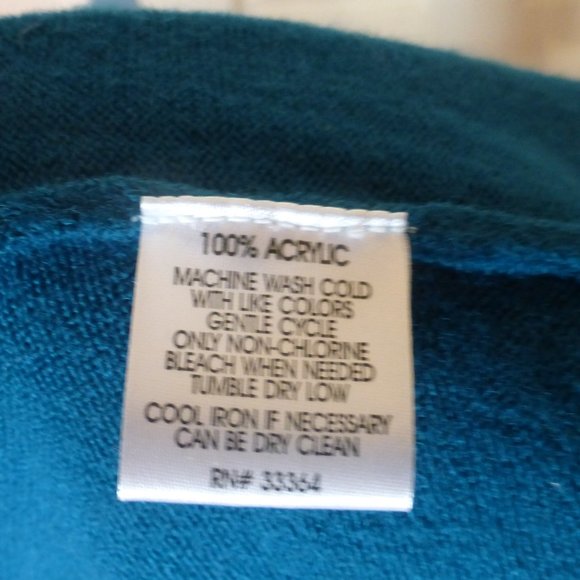 100% ACRYLIC
MACHINE WASH COLD
WITH LIKE COLORS
GENTLE CYCLE
ONLY NON-CHLORINE
BLEACH WHEN NEEDED
TUMBLE DRY LOW
COOL IRON IF NECESSARY
CAN BE DRY CLEAN
RN# 33364